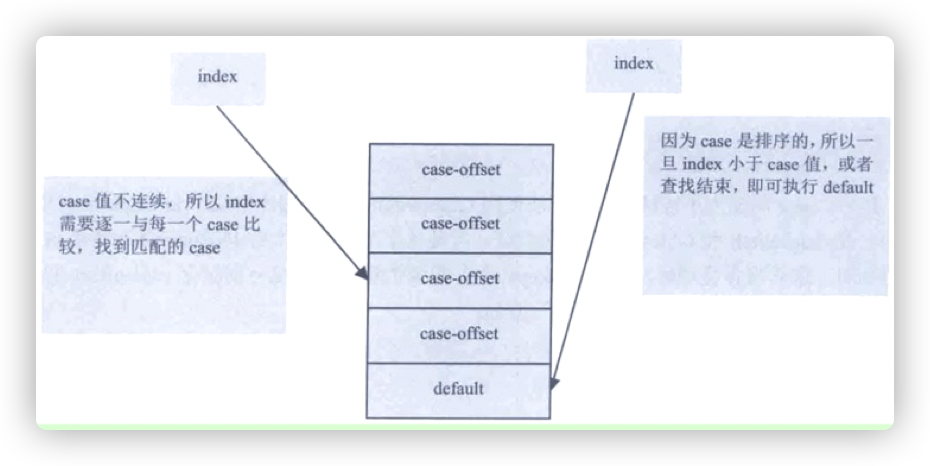 index
index
case 值不连续，所以 index
需要逐一与每一个 case 比
较，找到匹配的 case
case-offset
case-offset
case-offset
case-offset
default
因为 case 是排序的，所以一
旦 index 小于 case 值，或者
查找结束，即可执行 default